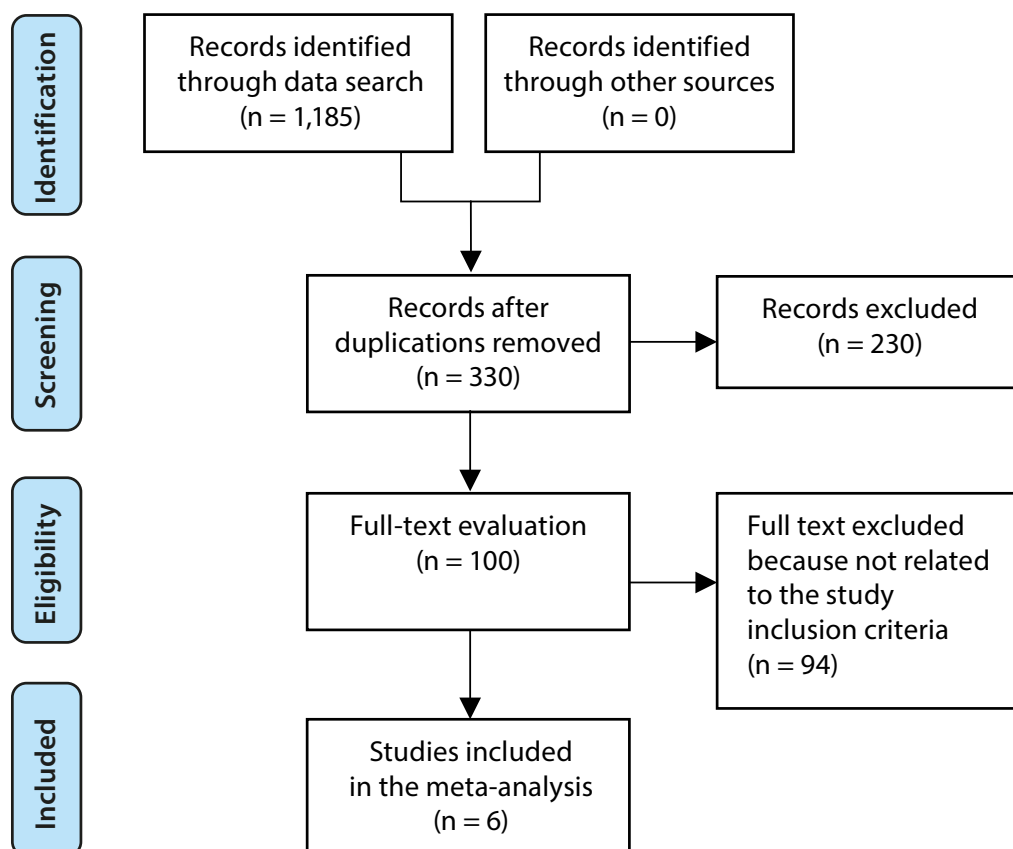 Identification
Records identified
through data search
(n = 1,185)
Records identified
through other sources
(n = 0)
Screening
Records after
duplications removed
(n = 330)
Records excluded
(n = 230)
Eligibility
Full-text evaluation
(n = 100)
Full text excluded
because not related
to the study
inclusion criteria
(n = 94)
Included
Studies included
in the meta-analysis
(n = 6)